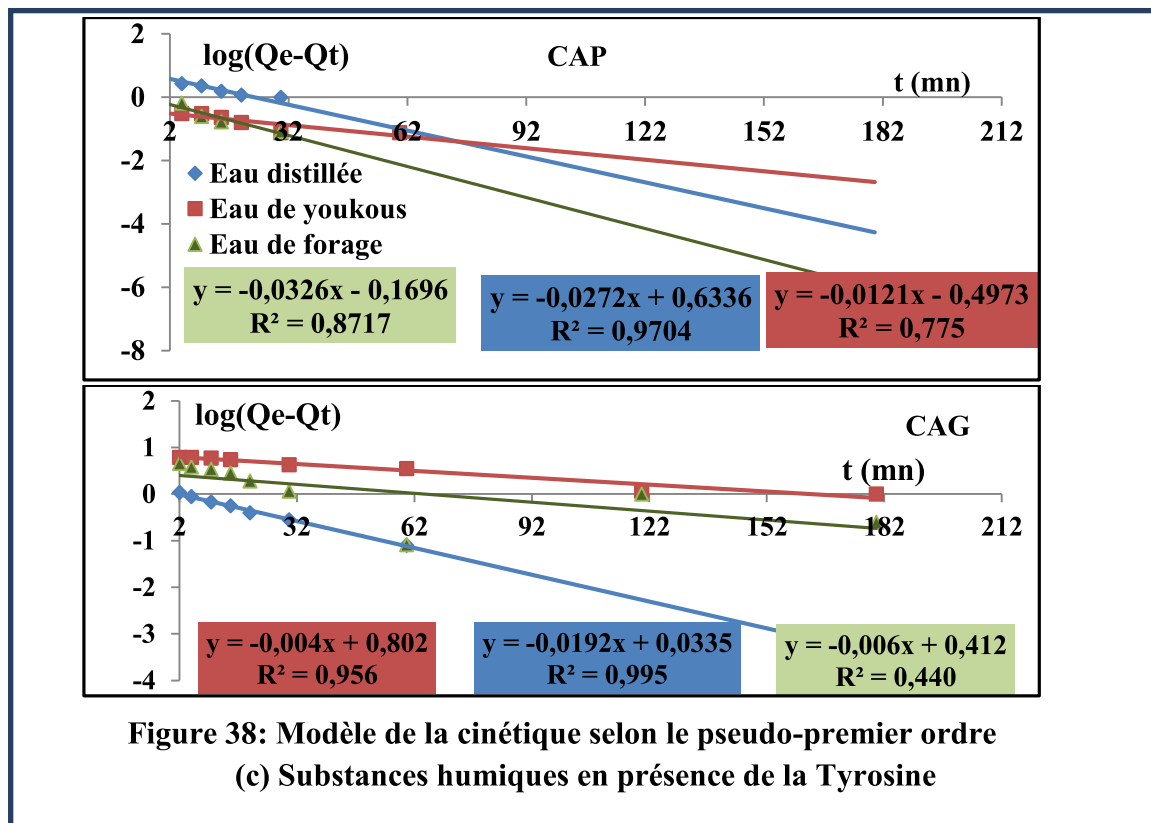 log(Qe-Qt)
CAP
t (mn)
2
0
-2
-4
-6
-8
2
32
62
92
122
152
182
212
Eau distillée
Eau de youkous
Eau de forage
y = -0,0326x - 0,1696
R² = 0,8717
y = -0,0272x + 0,6336
R² = 0,9704
y = -0,0121x - 0,4973
R² = 0,775
log(Qe-Qt)
CAG
t (mn)
2
1
0
-1
-2
-3
-4
2
32
62
92
122
152
182
212
y = -0,004x + 0,802
R² = 0,956
y = -0,0192x + 0,0335
R² = 0,995
y = -0,006x + 0,412
R² = 0,440
Figure 38: Modèle de la cinétique selon le pseudo-premier ordre
(c) Substances humiques en présence de la Tyrosine